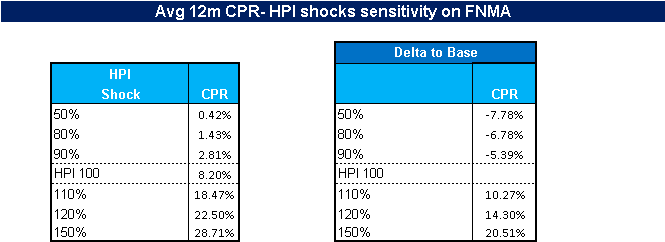 Avg 12m CPR- HPI shocks sensitivity on FNMA
HPI
Shock CPR
50% 0.42%
80% 1.43%
90% 2.81%
HPI 100 8.20%
110% 18.47%
120% 22.50%
150% 28.71%
Delta to Base
CPR
50% -7.78%
80% -6.78%
90% -5.39%
HPI 100
110% 10.27%
120% 14.30%
150% 20.51%